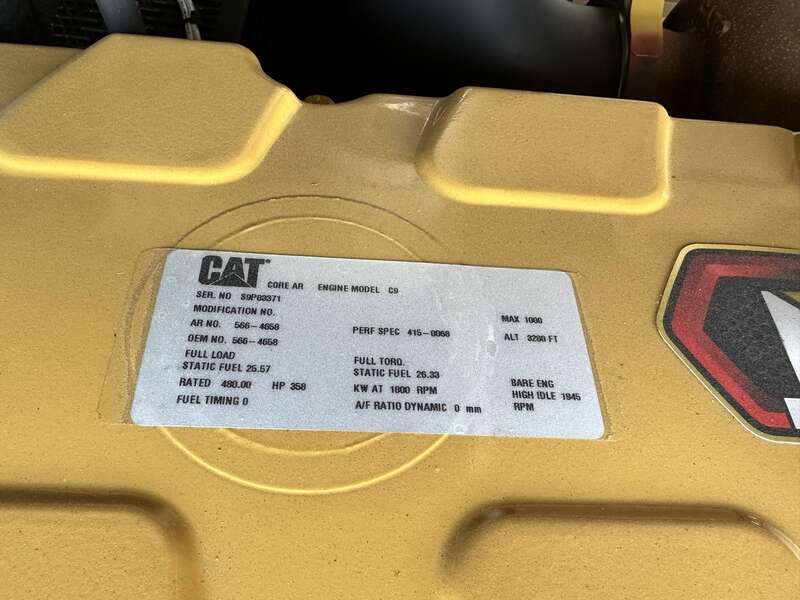 CAT
CORE AR ENGINE MODEL C9
SER. NO S9P03371
MODIFICATION NO. MAX 1000
AR NO. 566-4658 PERF SPEC 415-0068 ALT 3280 FT
OEM NO. 566-4658
FULL LOAD FULL TORQ.
STATIC FUEL 25.57 STATIC FUEL 26.33
RATED 480.00 HP 358 KW AT 1800 RPM BARE ENG
HIGH IDLE 1945
FUEL TIMING 0 A/F RATIO DYNAMIC 0 mm RPM